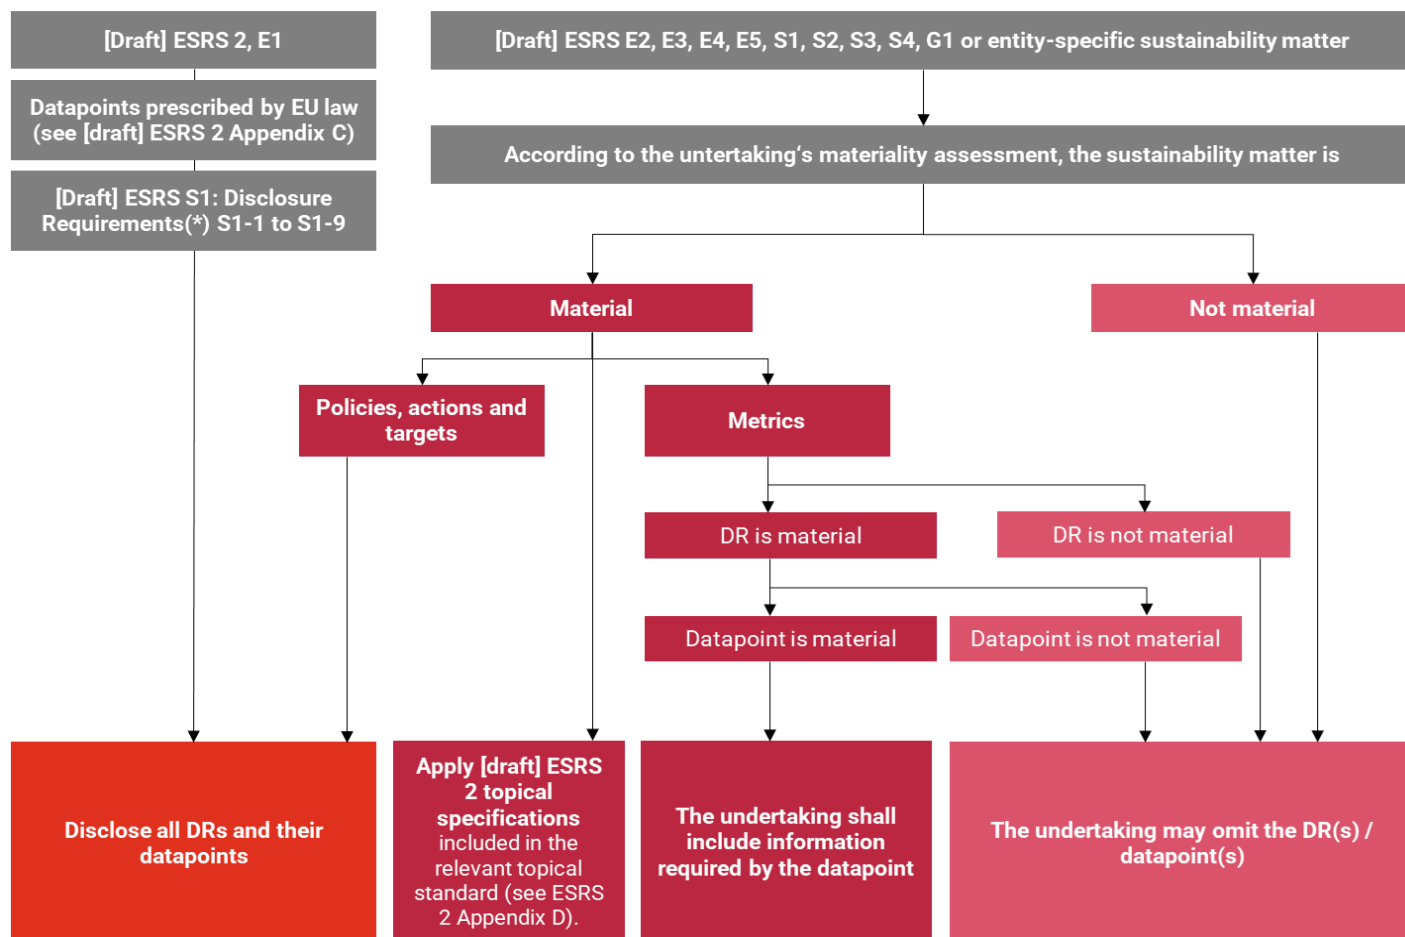 [Draft] ESRS 2, E1
[Draft] ESRS E2, E3, E4, E5, S1, S2, S3, S4, G1 or entity-specific sustainability matter
Datapoints prescribed by EU law
(see [draft] ESRS 2 Appendix C)
According to the untertaking‘s materiality assessment, the sustainability matter is
[Draft] ESRS S1: Disclosure
Requirements(*) S1-1 to S1-9
Material
Not material
Policies, actions and
targets
Metrics
DR is material
DR is not material
Datapoint is material
Datapoint is not material
Disclose all DRs and their
datapoints
Apply [draft] ESRS
2 topical
specifications
included in the
relevant topical
standard (see ESRS
2 Appendix D).
The undertaking shall
include information
required by the datapoint
The undertaking may omit the DR(s) /
datapoint(s)